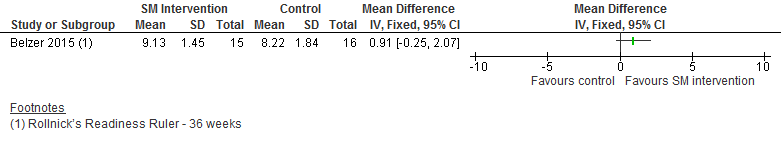 SM Intervention Control Mean Difference Mean Difference
Study or Subgroup Mean SD Total Mean SD Total IV, Fixed, 95% CI IV, Fixed, 95% CI
Belzer 2015 (1) 9.13 1.45 15 8.22 1.84 16 0.91 [-0.25, 2.07]
-10 -5 0 5 10
Favours control Favours SM intervention
Footnotes
(1) Rollnick's Readiness Ruler - 36 weeks